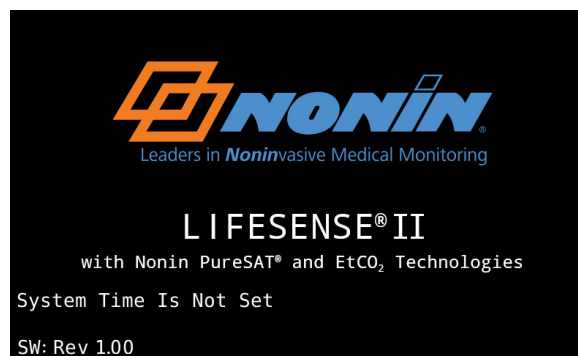 NONIN®
Leaders in Noninvasive Medical Monitoring
LIFESENSE® II
with Nonin PureSAT® and EtCO₂ Technologies
System Time Is Not Set
SW: Rev 1.00